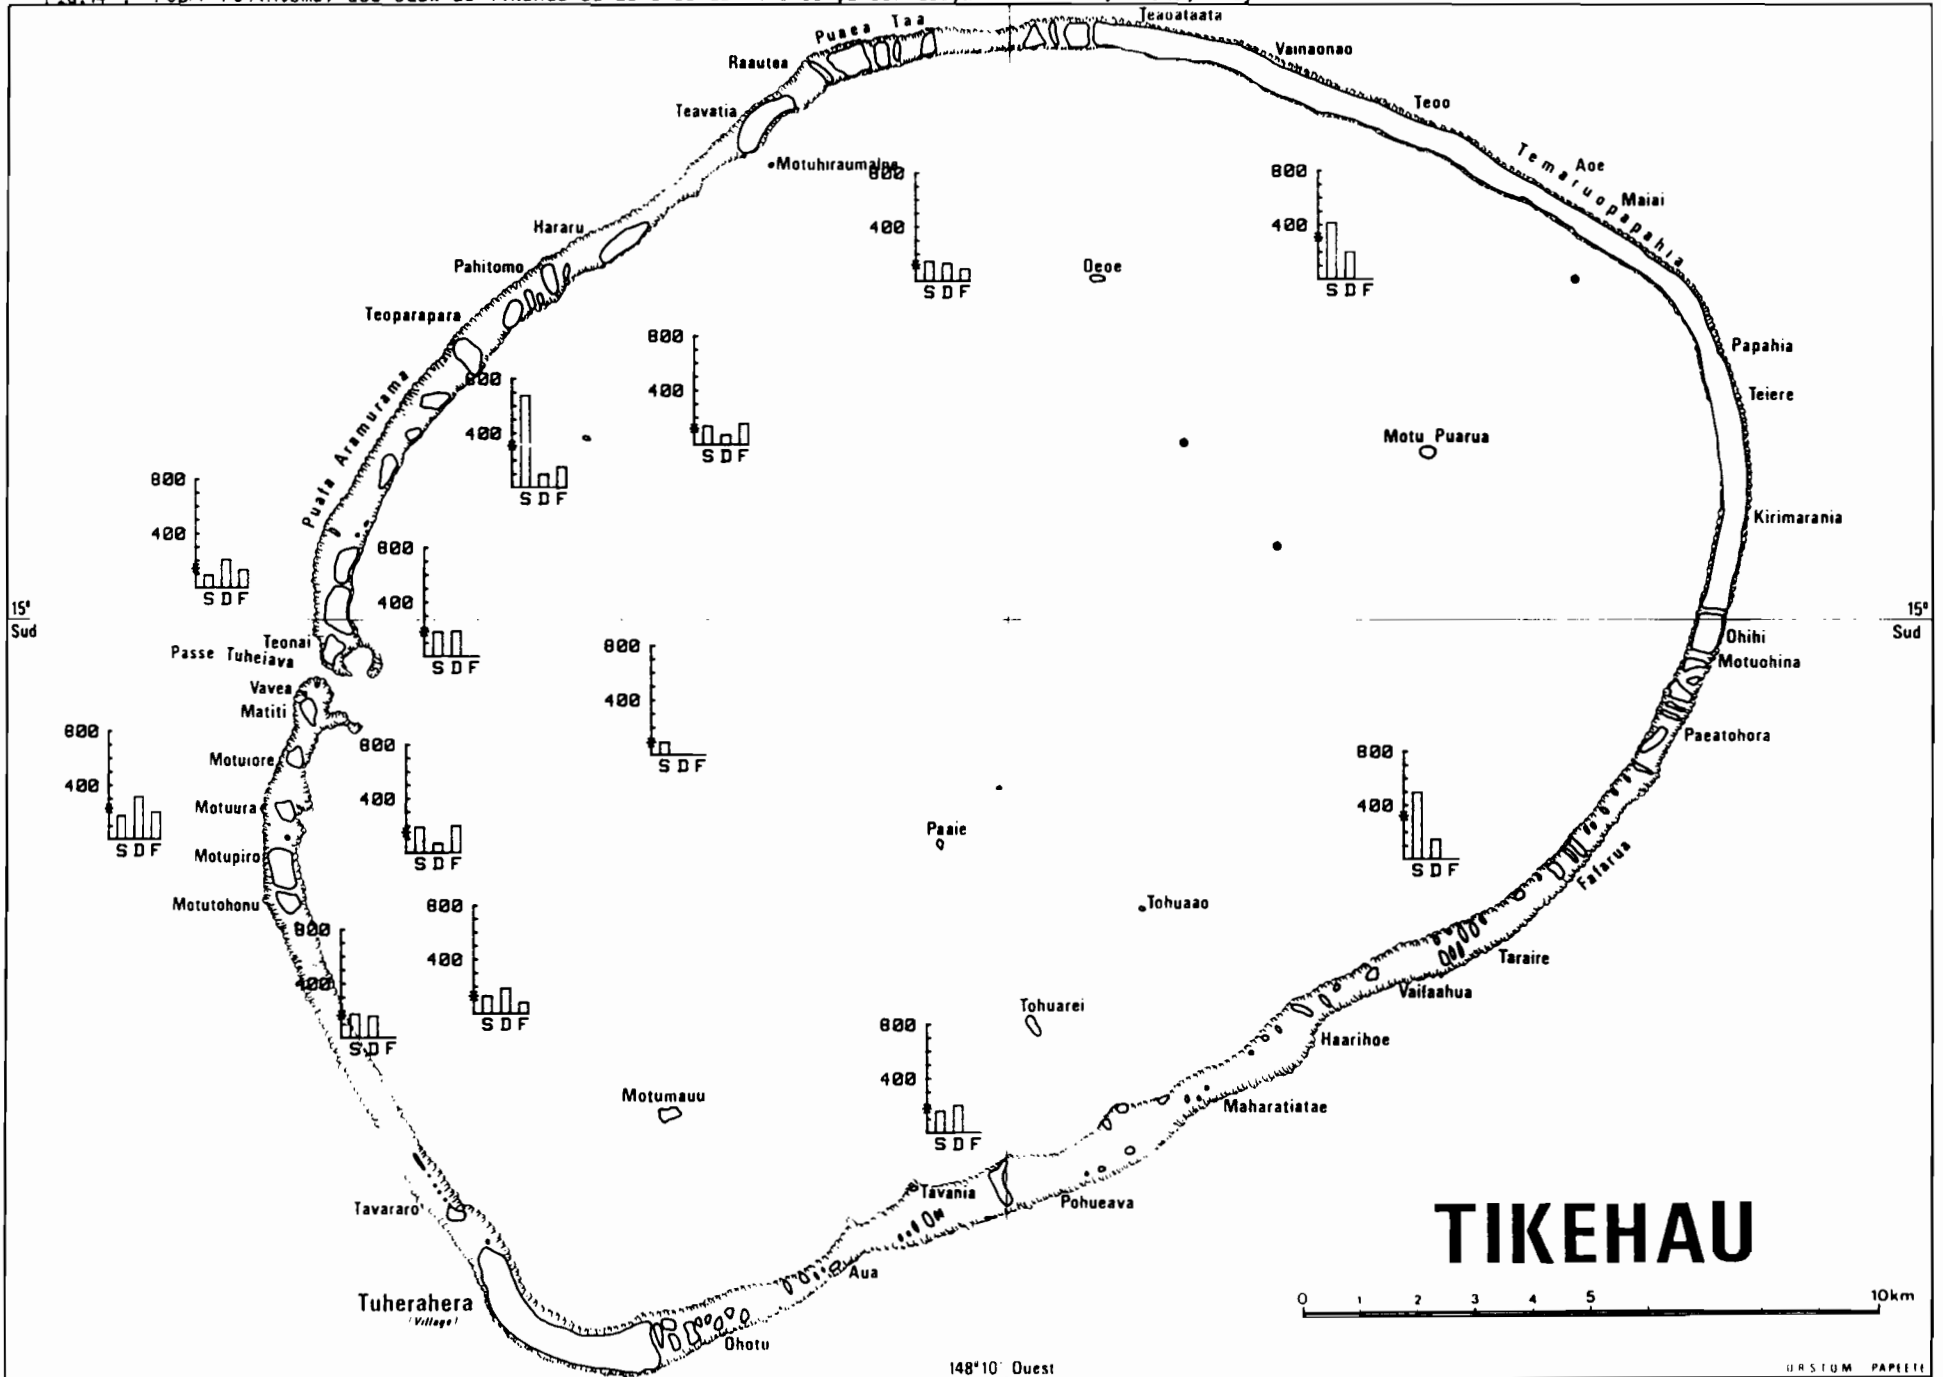 Puaea Taa
Teaoataata
Raautea
Vainaonao
Teavatia
Teoo
Motuhiraumaine
Temaruopapahia
Aoe
Maiai
800
400
S D F
800
400
S D F
Hararu
Oeoe
Pahitomo
Teoparapara
Papahia
800
400
S D F
800
400
S D F
Teiere
Puata Aramurama
Motu Puarua
800
400
S D F
Kirimarania
800
400
S D F
15°
Sud
15°
Sud
Teonai
Passe Tuheiava
Ohihi
Motuohina
Vavea
Matiti
800
400
S D F
Paeatohora
800
400
S D F
Motuiore
800
400
S D F
800
400
S D F
Motuura
Paaie
Motupiro
Fafarua
Motutohonu
Tohuaao
800
400
S D F
800
400
S D F
Taraire
Vaifaahua
Tohuarei
Haarihoe
800
400
S D F
Motumauu
Maharatiatae
Tavania
Pohueava
Tavararo
TIKEHAU
Aua
Tuherahera
(Village)
0 1 2 3 4 5 10km
Ohotu
148°10' Ouest
ORSTOM PAPEETE